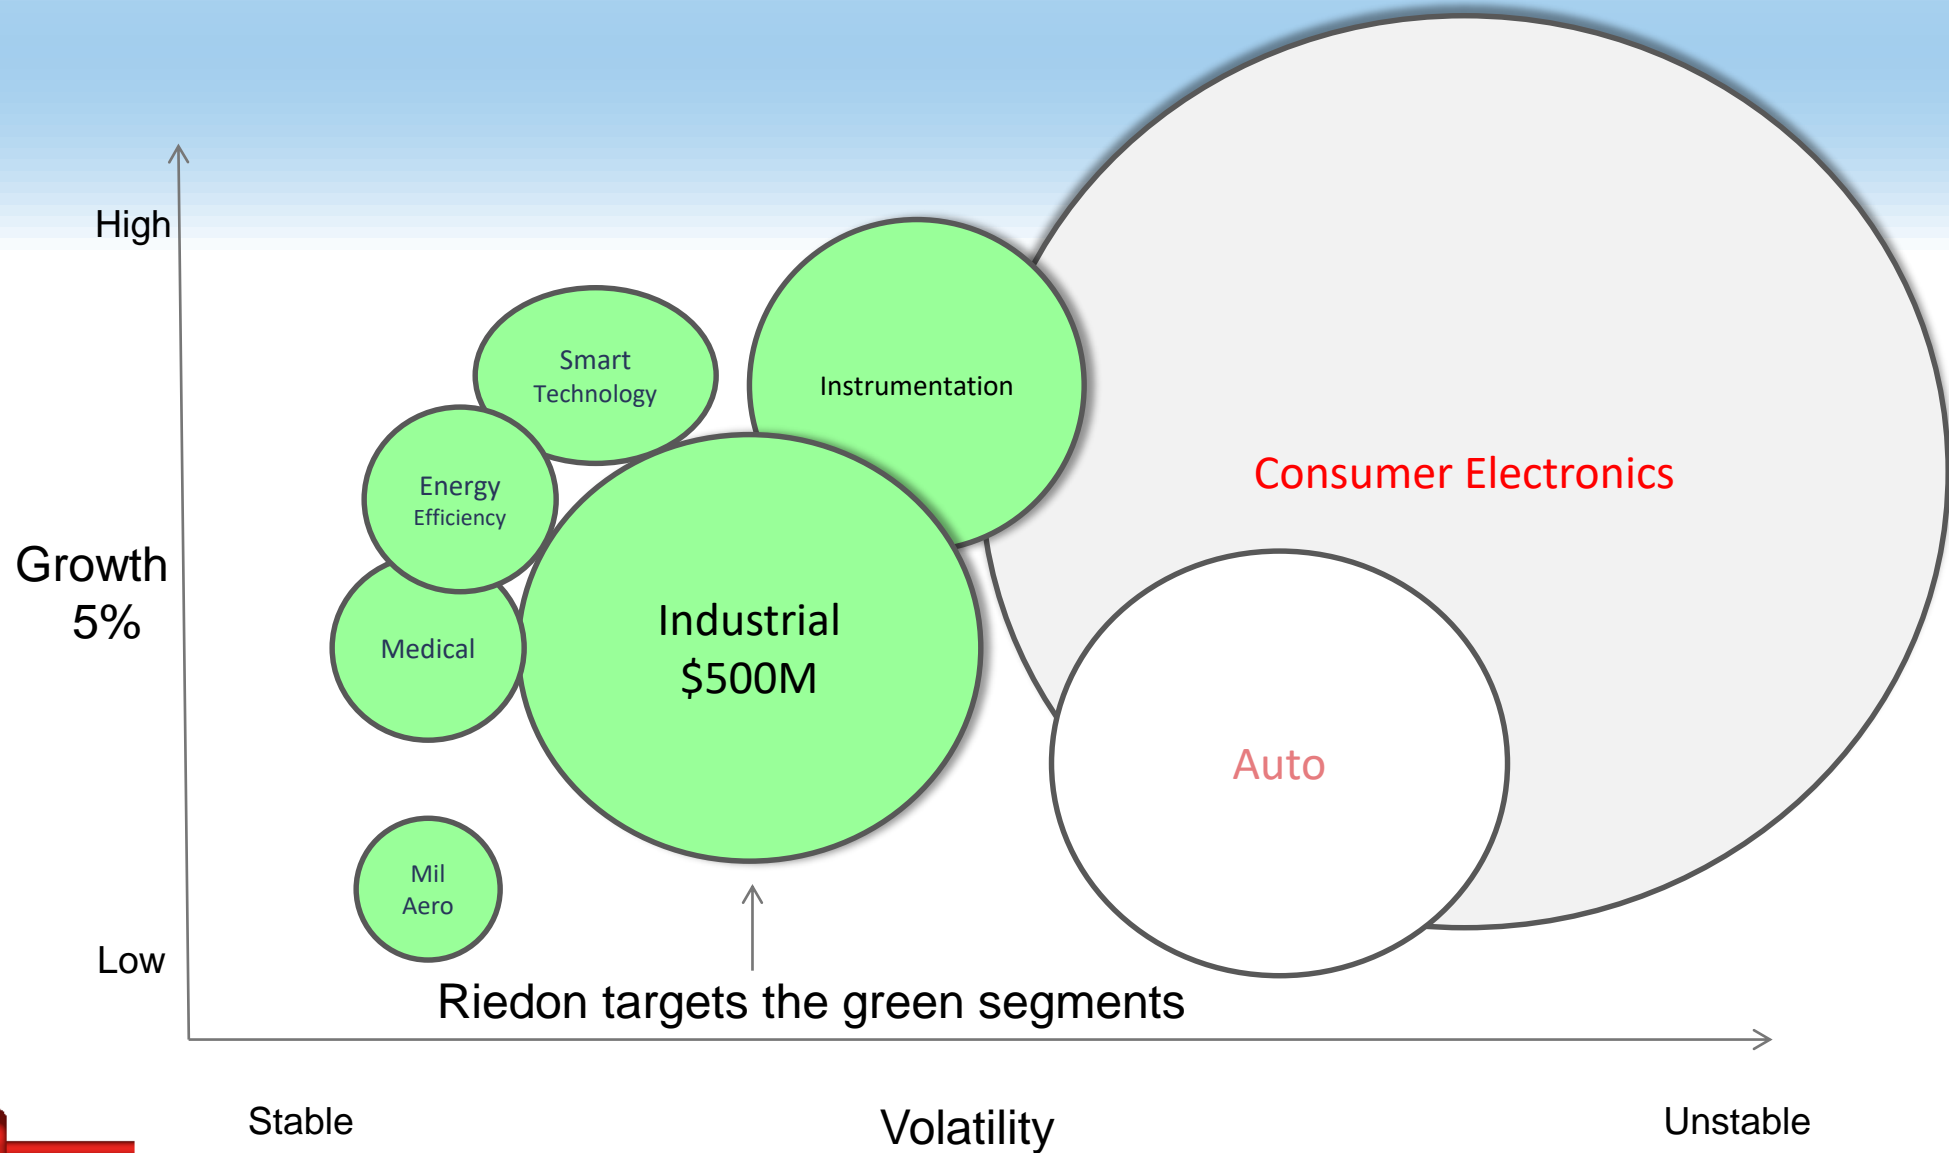 High
Smart
Technology
Instrumentation
Consumer Electronics
Energy
Efficiency
Growth
5%
Medical
Industrial
$500M
Auto
Mil
Aero
Low
Riedon targets the green segments
Stable
Volatility
Unstable